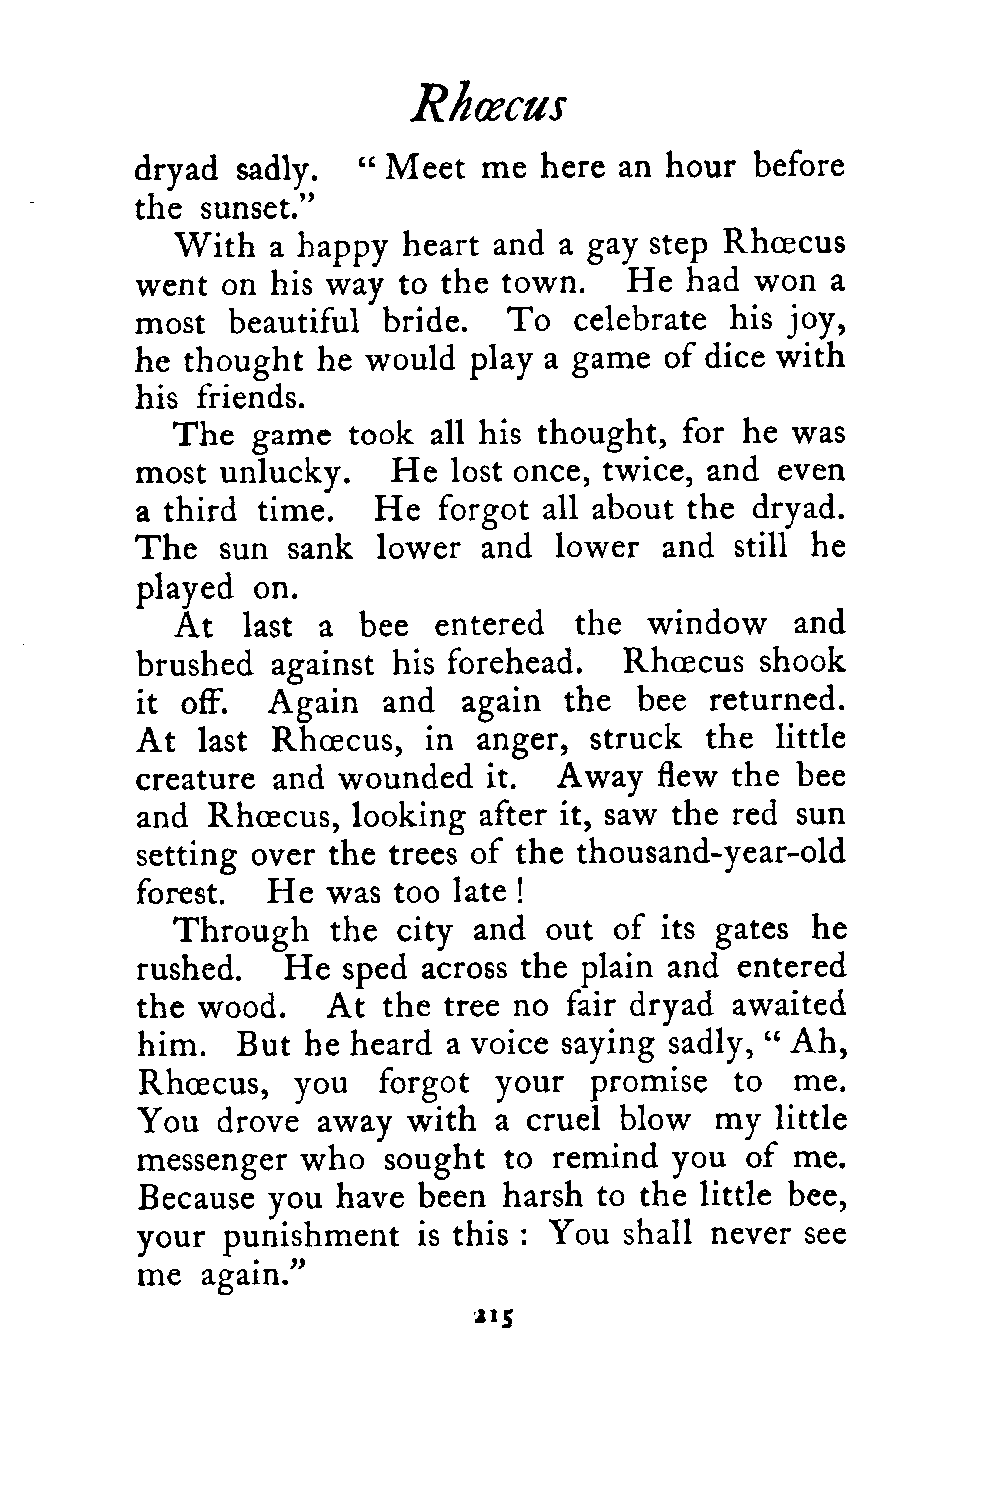 Rhœcus
dryad sadly. “ Meet me here an hour before
the sunset.”
With a happy heart and a gay step Rhœcus
went on his way to the town. He had won a
most beautiful bride. To celebrate his joy,
he thought he would play a game of dice with
his friends.
The game took all his thought, for he was
most unlucky. He lost once, twice, and even
a third time. He forgot all about the dryad.
The sun sank lower and lower and still he
played on.
At last a bee entered the window and
brushed against his forehead. Rhœcus shook
it off. Again and again the bee returned.
At last Rhœcus, in anger, struck the little
creature and wounded it. Away flew the bee
and Rhœcus, looking after it, saw the red sun
setting over the trees of the thousand-year-old
forest. He was too late !
Through the city and out of its gates he
rushed. He sped across the plain and entered
the wood. At the tree no fair dryad awaited
him. But he heard a voice saying sadly, “ Ah,
Rhœcus, you forgot your promise to me.
You drove away with a cruel blow my little
messenger who sought to remind you of me.
Because you have been harsh to the little bee,
your punishment is this : You shall never see
me again.”
215